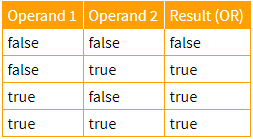 Operand 1 Operand 2 Result (OR)
false false false
false true true
true false true
true true true